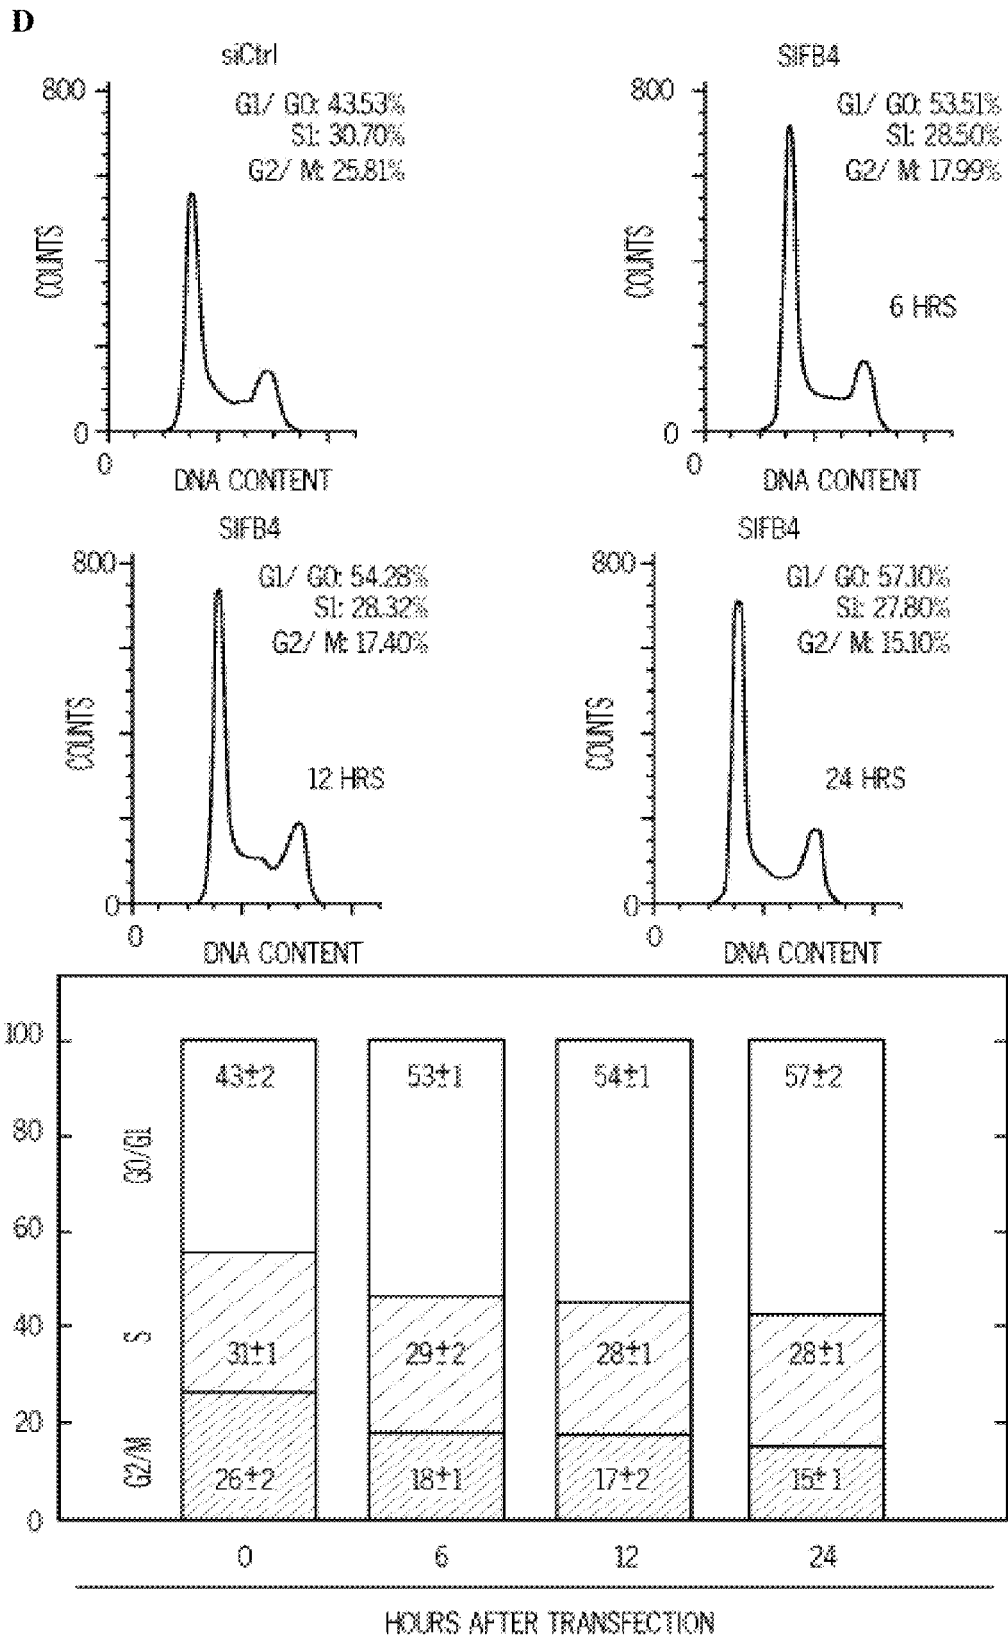 D
siCtrl
800
G1/ G0: 43.53%
S1: 30.70%
G2/ M: 25.81%
COUNTS
0
0
DNA CONTENT
SIFB4
800
G1/ G0: 53.51%
S1: 28.50%
G2/ M: 17.99%
COUNTS
6 HRS
0
0
DNA CONTENT
SIFB4
800
G1/ G0: 54.28%
S1: 28.32%
G2/ M: 17.40%
COUNTS
12 HRS
0
0
DNA CONTENT
SIFB4
800
G1/ G0: 57.10%
S1: 27.80%
G2/ M: 15.10%
COUNTS
24 HRS
0
0
DNA CONTENT
100
80
60
40
20
0
G0/G1
S
G2/M
43±2
53±1
54±1
57±2
31±1
29±2
28±1
28±1
26±2
18±1
17±2
15±1
0
6
12
24
HOURS AFTER TRANSFECTION